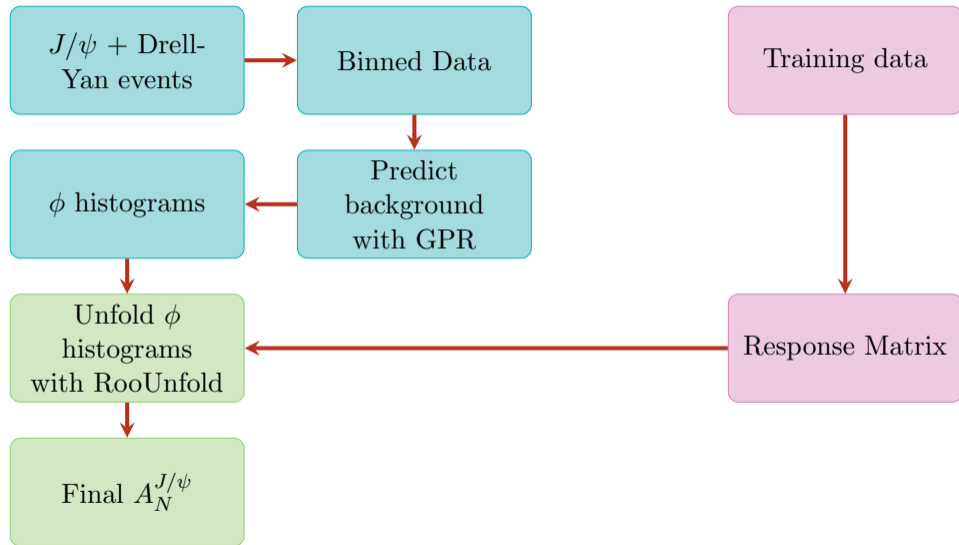 J/ψ + Drell-
Yan events
Binned Data
Training data
ϕ histograms
Predict
background
with GPR
Unfold ϕ
histograms
with RooUnfold
Response Matrix
Final A_N^{J/ψ}